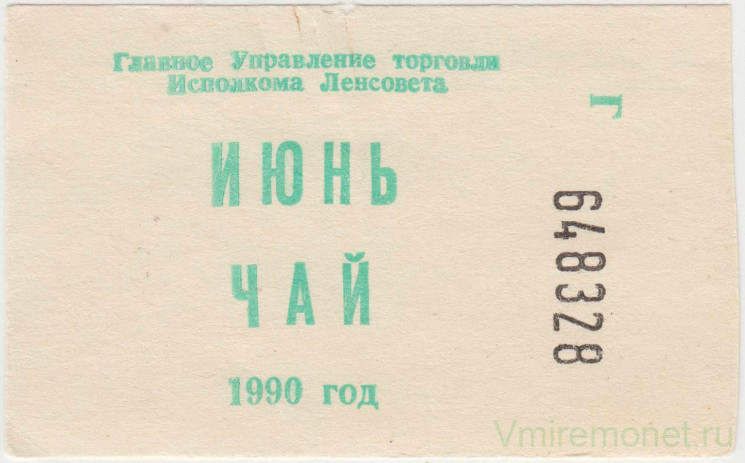 Главное Управление торговли
Исполкома Ленсовета
ИЮНЬ
ЧАЙ
1990 год
Г
648328
Vmiremonet.ru